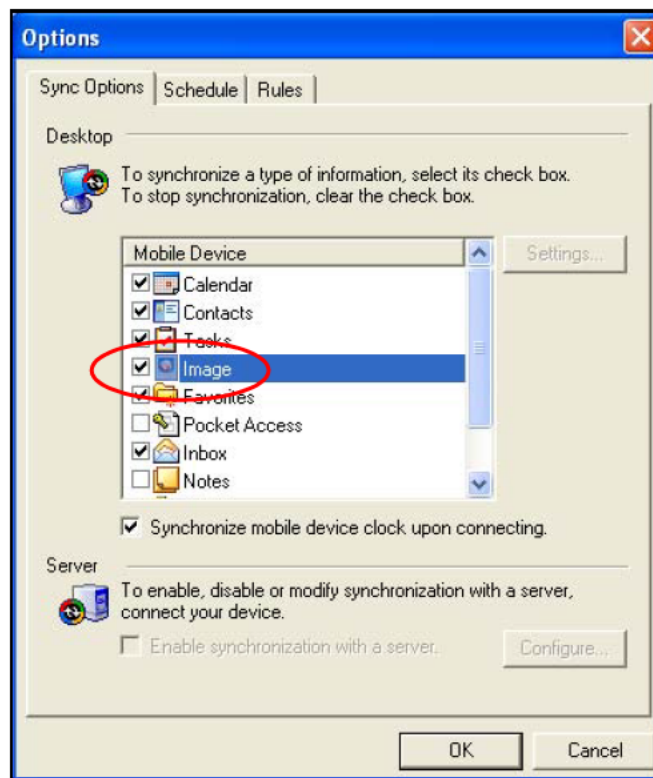 Options
Sync Options Schedule Rules
Desktop
To synchronize a type of information, select its check box.
To stop synchronization, clear the check box.
Mobile Device
Settings...
Calendar
Contacts
Tasks
Image
Favorites
Pocket Access
Inbox
Notes
Synchronize mobile device clock upon connecting.
Server
To enable, disable or modify synchronization with a server,
connect your device.
Enable synchronization with a server.
Configure...
OK Cancel